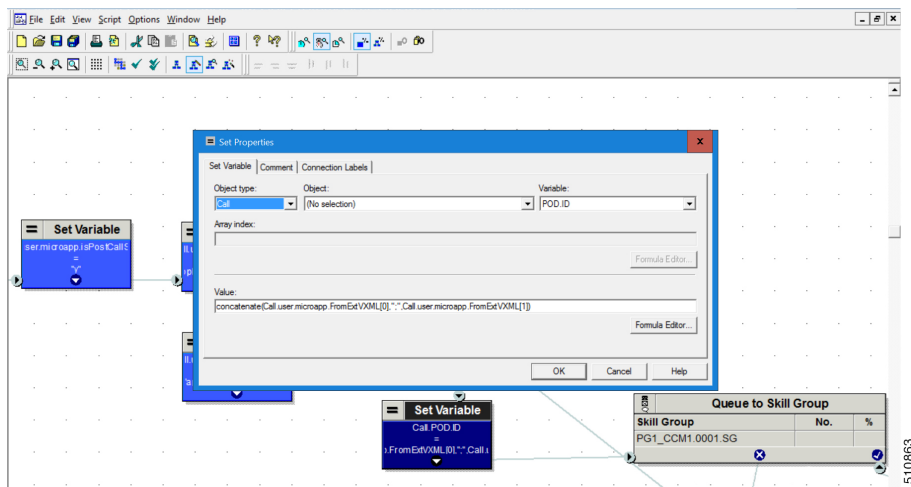 File Edit View Script Options Window Help
Set Properties
Set Variable Comment Connection Labels
Object type: Object: Variable:
Call (No selection) POD.ID
Array index:
Formula Editor...
Value:
concatenate(Call.user.microapp.FromExtVXML[0],";",Call.user.microapp.FromExtVXML[1])
Formula Editor...
OK Cancel Help
Set Variable
ser.microapp.isPostCallS
=
"y"
Set Variable
Call.POD.ID
=
.FromExtVXML[0],";",Call.u
Queue to Skill Group
Skill Group No. %
PG1_CCM1.0001.SG
510863